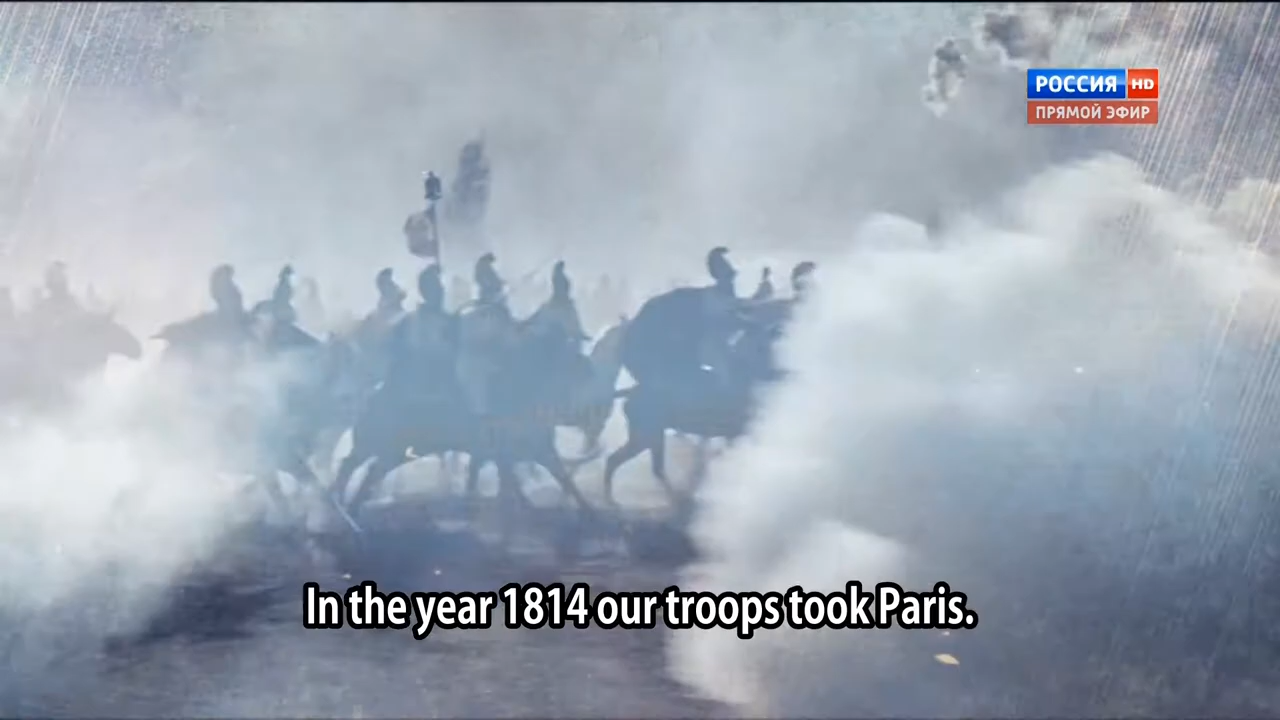 РОССИЯ HD
ПРЯМОЙ ЭФИР
In the year 1814 our troops took Paris.